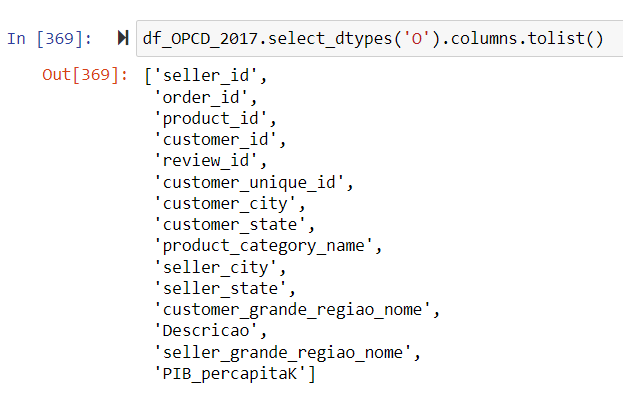 In [369]: df_OPCD_2017.select_dtypes('O').columns.tolist()
Out[369]: ['seller_id',
'order_id',
'product_id',
'customer_id',
'review_id',
'customer_unique_id',
'customer_city',
'customer_state',
'product_category_name',
'seller_city',
'seller_state',
'customer_grande_regiao_nome',
'Descricao',
'seller_grande_regiao_nome',
'PIB_percapitaK']